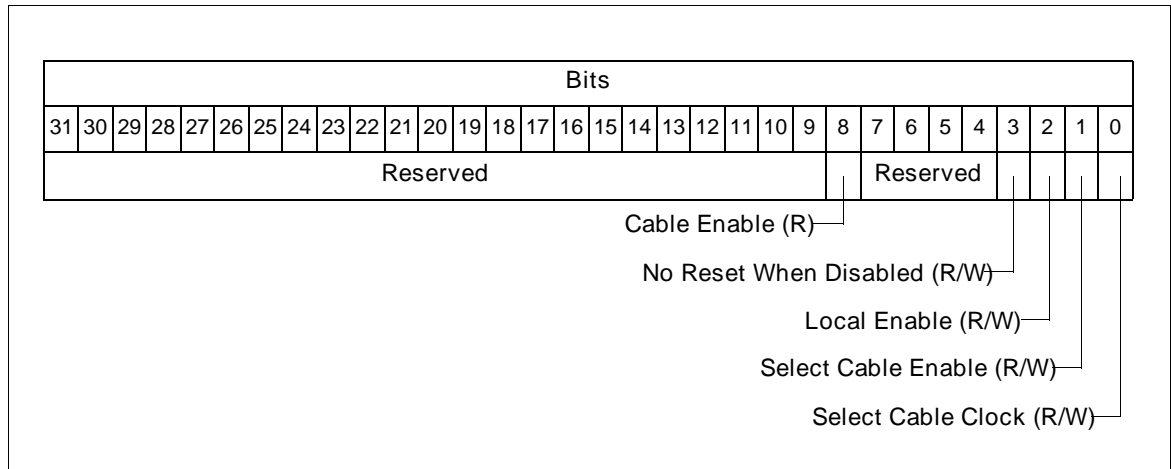 Bits
31 30 29 28 27 26 25 24 23 22 21 20 19 18 17 16 15 14 13 12 11 10 9 8 7 6 5 4 3 2 1 0
Reserved Reserved
Cable Enable (R)
No Reset When Disabled (R/W)
Local Enable (R/W)
Select Cable Enable (R/W)
Select Cable Clock (R/W)